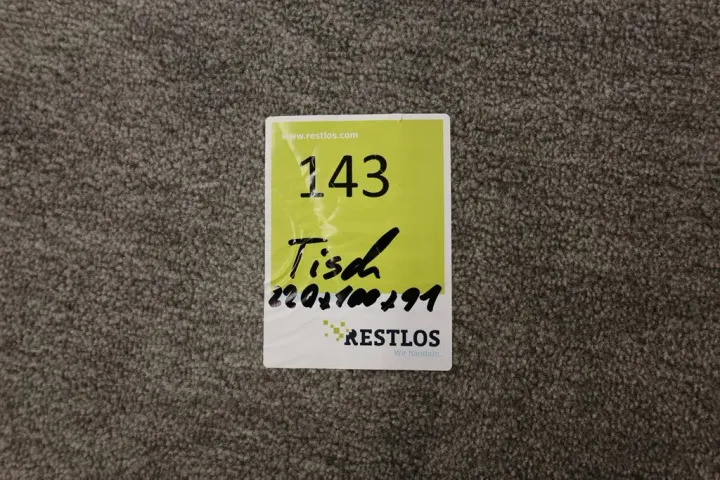 www.restlos.com
143
Tisch
220x100x91
RESTLOS
Wir handeln.